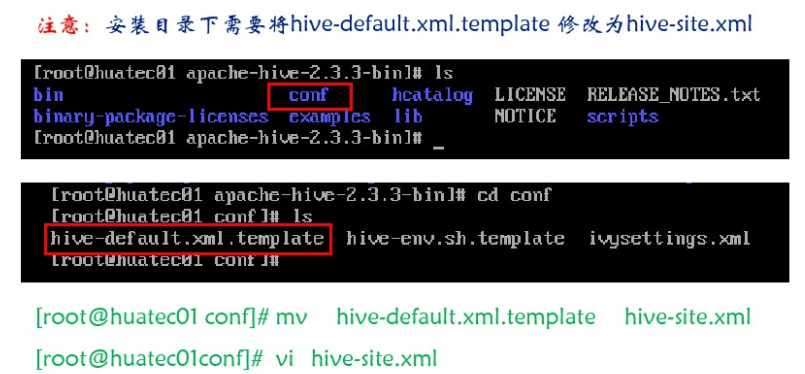 注意：安装目录下需要将hive-default.xml.template 修改为hive-site.xml
[root@huatec01 apache-hive-2.3.3-bin]# ls
bin conf hcatalog LICENSE RELEASE_NOTES.txt
binary-package-licenses examples lib NOTICE scripts
[root@huatec01 apache-hive-2.3.3-bin]# _
[root@huatec01 apache-hive-2.3.3-bin]# cd conf
[root@huatec01 conf]# ls
hive-default.xml.template hive-env.sh.template ivysettings.xml
[root@huatec01 conf]#
[root@huatec01 conf]# mv hive-default.xml.template hive-site.xml
[root@huatec01conf]# vi hive-site.xml